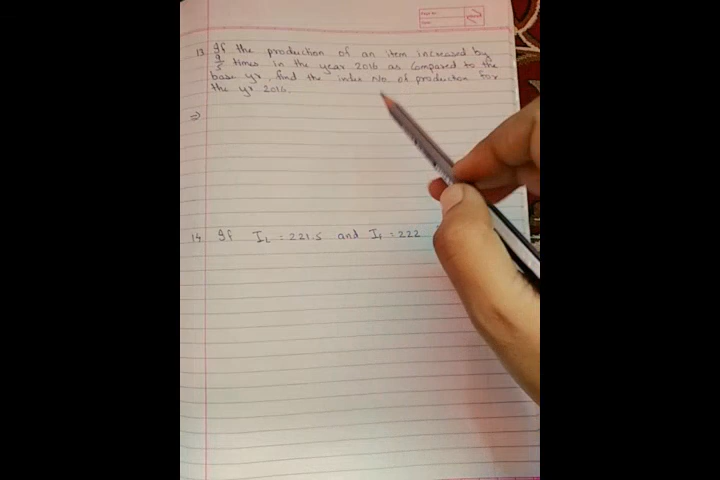 13 If the production of an item increased by
9/5 times in the year 2016 as compared to the
base yr, find the index No of production for
the yr 2016.
⇒
14 If I_L = 221.5 and I_F = 222